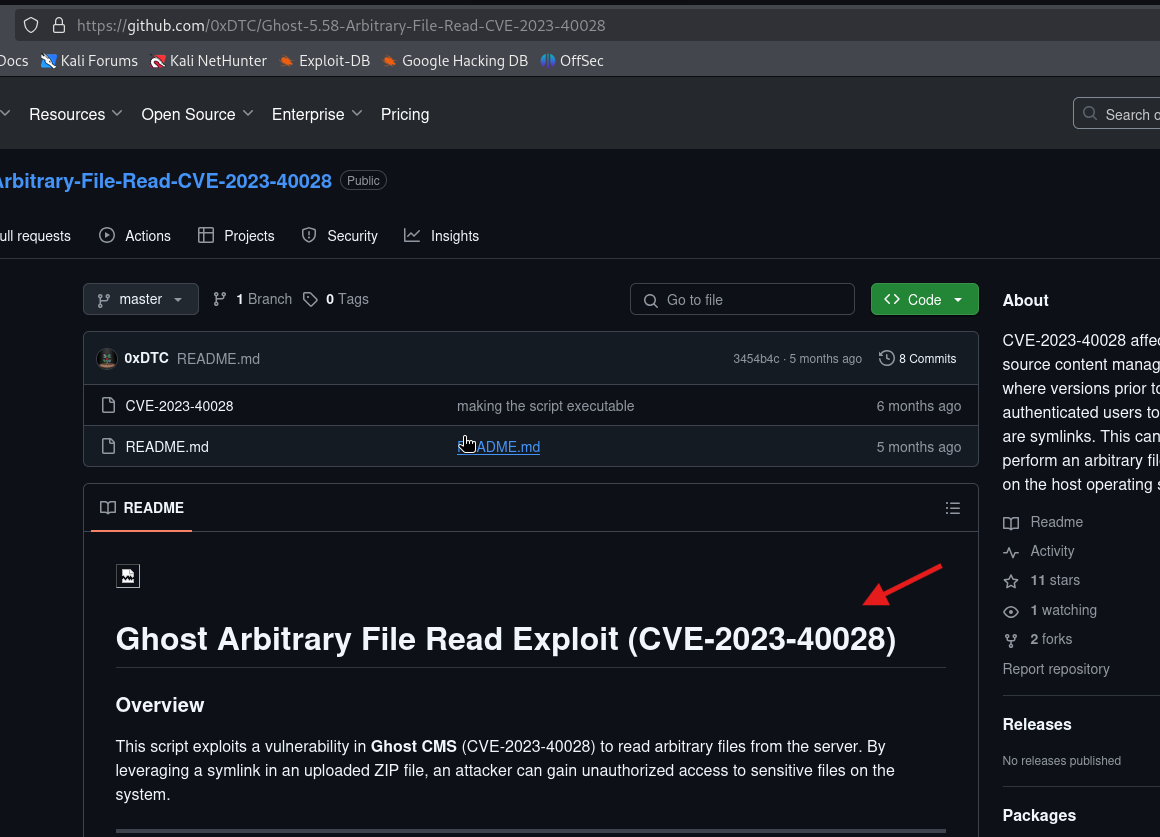 https://github.com/0xDTC/Ghost-5.58-Arbitrary-File-Read-CVE-2023-40028
Docs Kali Forums Kali NetHunter Exploit-DB Google Hacking DB OffSec
Resources Open Source Enterprise Pricing Search o
Arbitrary-File-Read-CVE-2023-40028 Public
ull requests Actions Projects Security Insights
master 1 Branch 0 Tags Go to file Code
0xDTC README.md 3454b4c · 5 months ago 8 Commits
CVE-2023-40028 making the script executable 6 months ago
README.md README.md 5 months ago
README
Ghost Arbitrary File Read Exploit (CVE-2023-40028)
Overview
This script exploits a vulnerability in Ghost CMS (CVE-2023-40028) to read arbitrary files from the server. By
leveraging a symlink in an uploaded ZIP file, an attacker can gain unauthorized access to sensitive files on the
system.
About
CVE-2023-40028 affec
source content manag
where versions prior to
authenticated users to
are symlinks. This can
perform an arbitrary fil
on the host operating s
Readme
Activity
11 stars
1 watching
2 forks
Report repository
Releases
No releases published
Packages